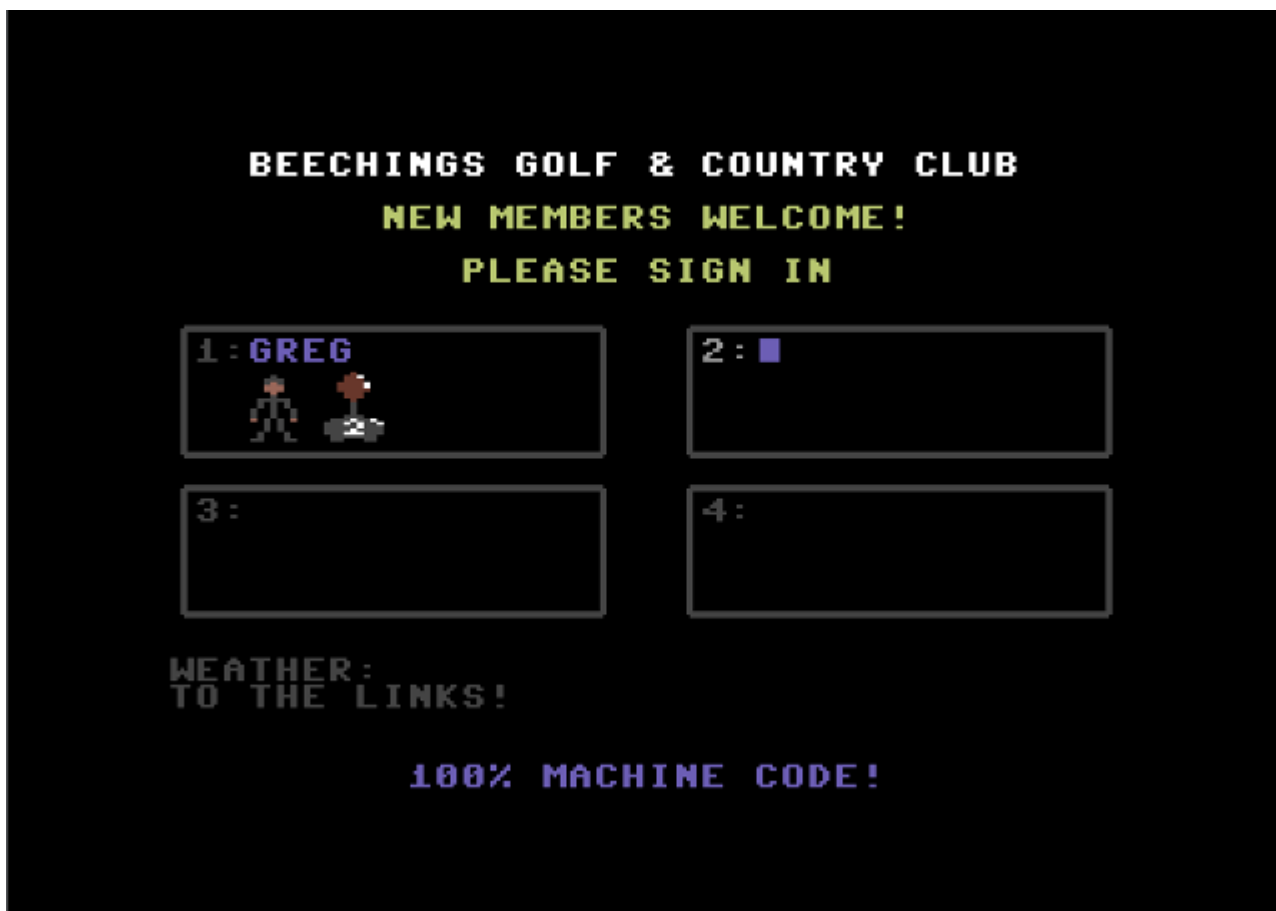 BEECHINGS GOLF & COUNTRY CLUB
NEW MEMBERS WELCOME!
PLEASE SIGN IN
1:GREG
2
2:
3:
4:
WEATHER:
TO THE LINKS!
100% MACHINE CODE!